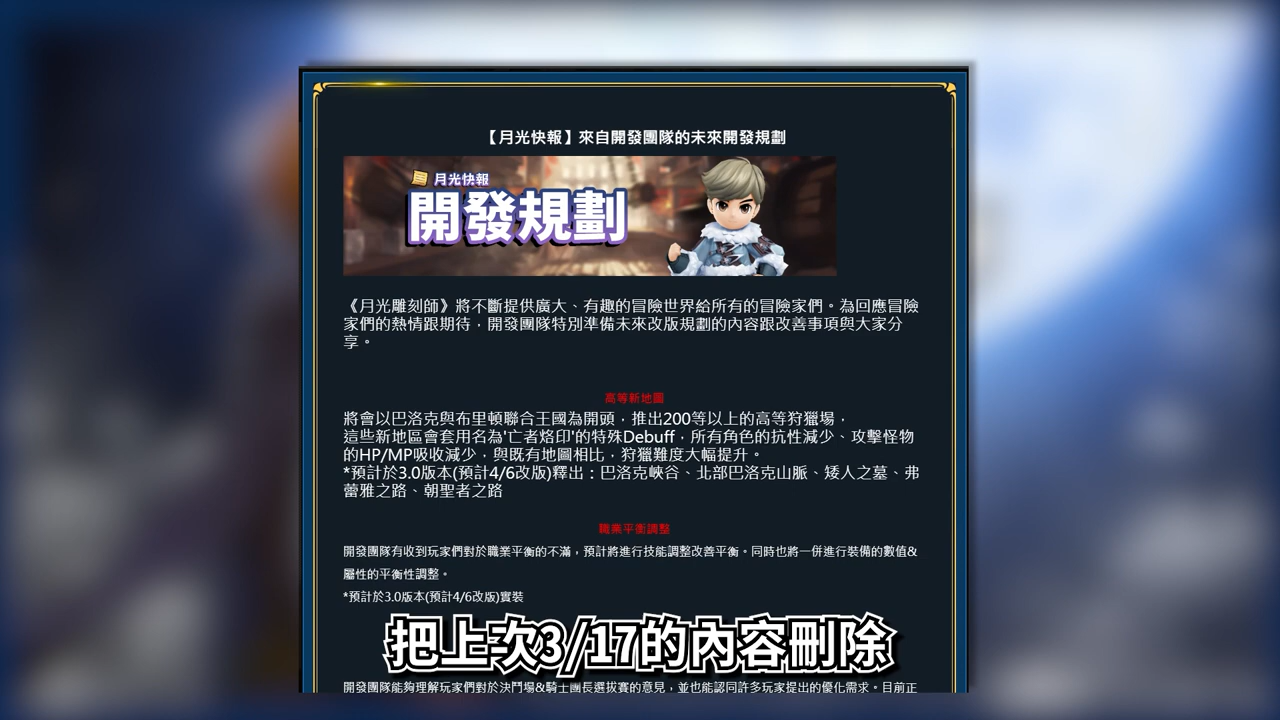 【月光快報】來自開發團隊的未來開發規劃
月光快報
開發規劃
《月光雕刻師》將不斷提供廣大、有趣的冒險世界給所有的冒險家們。為回應冒險
家們的熱情跟期待，開發團隊特別準備未來改版規劃的內容跟改善事項與大家分
享。
高等新地圖
將會以巴洛克與布里頓聯合王國為開頭，推出200等以上的高等狩獵場，
這些新地區會套用名為'亡者烙印'的特殊Debuff，所有角色的抗性減少、攻擊怪物
的HP/MP吸收減少，與既有地圖相比，狩獵難度大幅提升。
*預計於3.0版本(預計4/6改版)釋出：巴洛克峽谷、北部巴洛克山脈、矮人之墓、弗
蕾雅之路、朝聖者之路
職業平衡調整
開發團隊有收到玩家們對於職業平衡的不滿，預計將進行技能調整改善平衡。同時也將一併進行裝備的數值&
屬性的平衡性調整。
*預計於3.0版本(預計4/6改版)實裝
把上次3/17的內容刪除
開發團隊能夠理解玩家們對於決鬥場&騎士團長選拔賽的意見，並也能認同許多玩家提出的優化需求。目前正